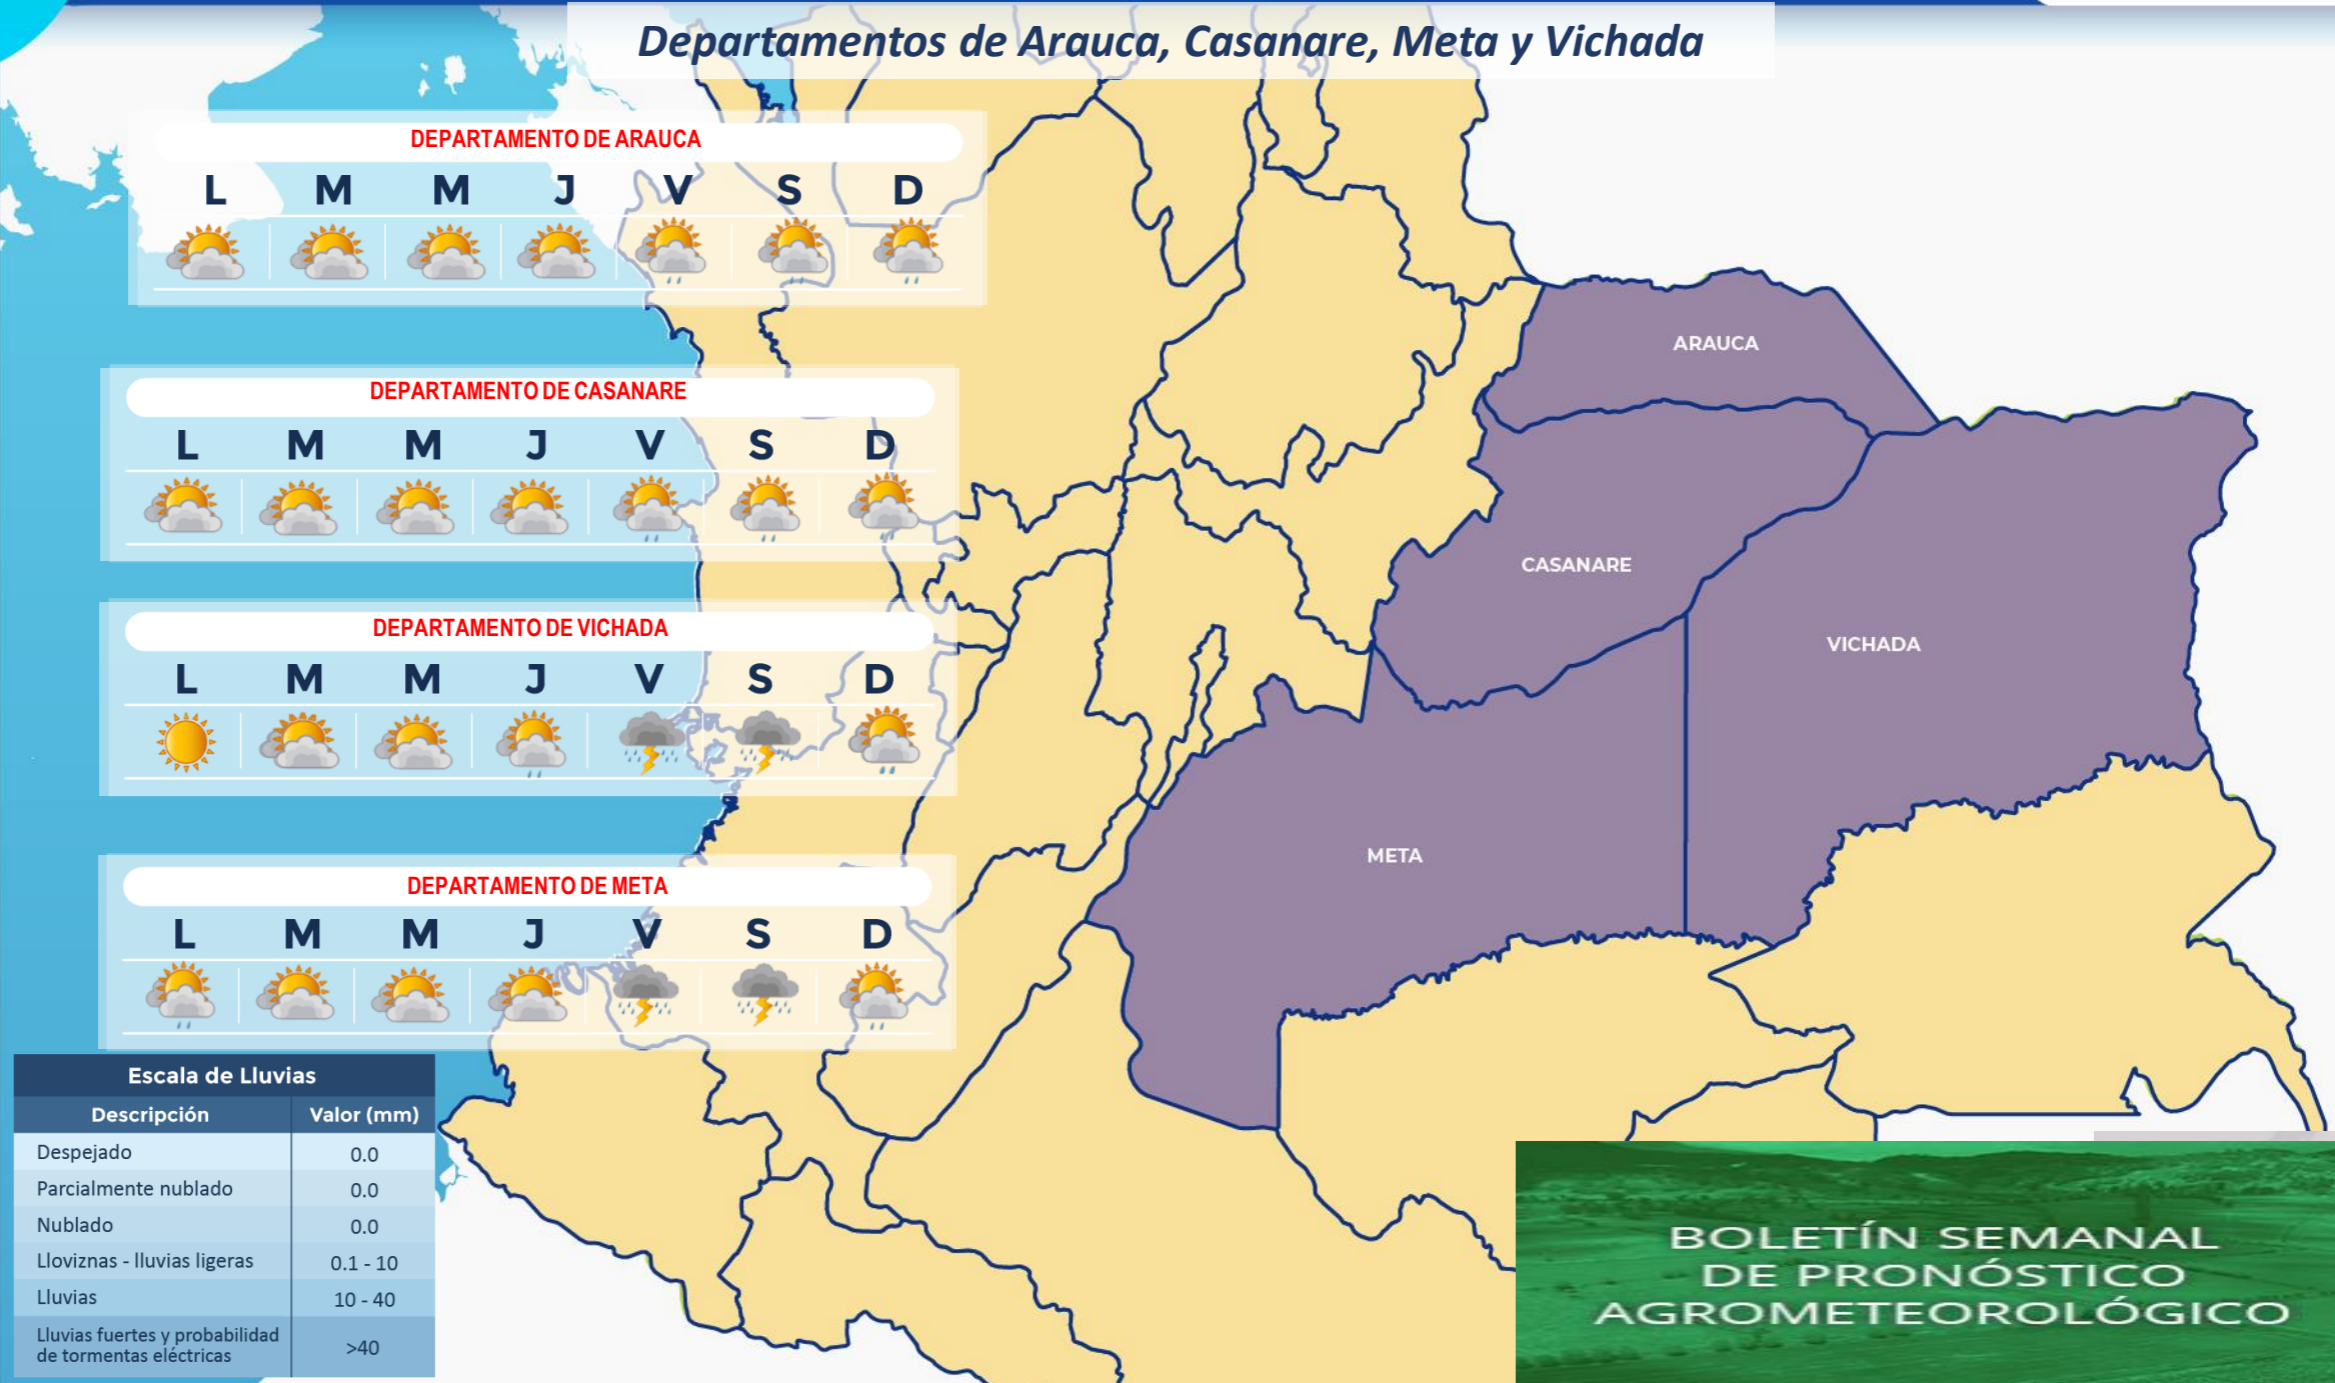 Departamentos de Arauca, Casanare, Meta y Vichada
DEPARTAMENTO DE ARAUCA
L M M J V S D
DEPARTAMENTO DE CASANARE
L M M J V S D
DEPARTAMENTO DE VICHADA
L M M J V S D
DEPARTAMENTO DE META
L M M J V S D
ARAUCA
CASANARE
VICHADA
META
Escala de Lluvias
Descripción Valor (mm)
Despejado 0.0
Parcialmente nublado 0.0
Nublado 0.0
Lloviznas - lluvias ligeras 0.1 - 10
Lluvias 10 - 40
Lluvias fuertes y probabilidad
de tormentas eléctricas >40
BOLETÍN SEMANAL
DE PRONÓSTICO
AGROMETEOROLÓGICO